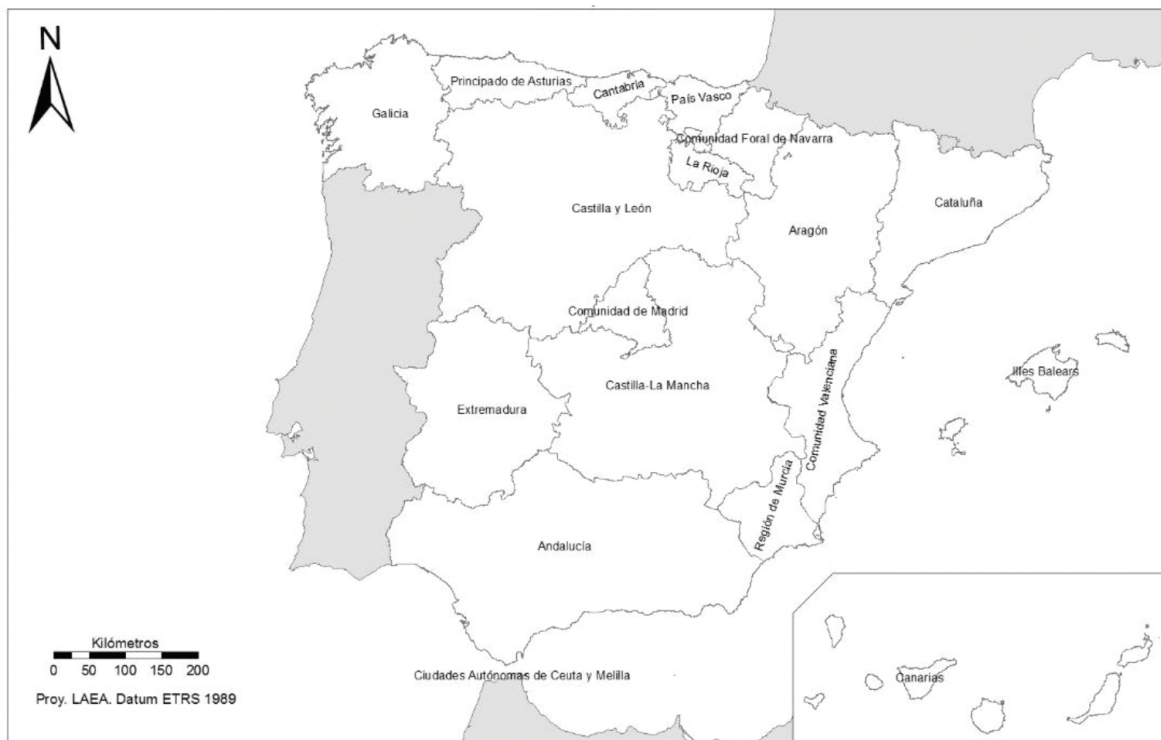 N
Principado de Asturias
Cantabria
País Vasco
Galicia
Comunidad Foral de Navarra
La Rioja
Castilla y León
Cataluña
Aragón
Comunidad de Madrid
Illes Balears
Castilla-La Mancha
Extremadura
Comunidad Valenciana
Región de Murcia
Andalucía
Kilómetros
0 50 100 150 200
Ciudades Autónomas de Ceuta y Melilla
Canarias
Proy. LAEA. Datum ETRS 1989